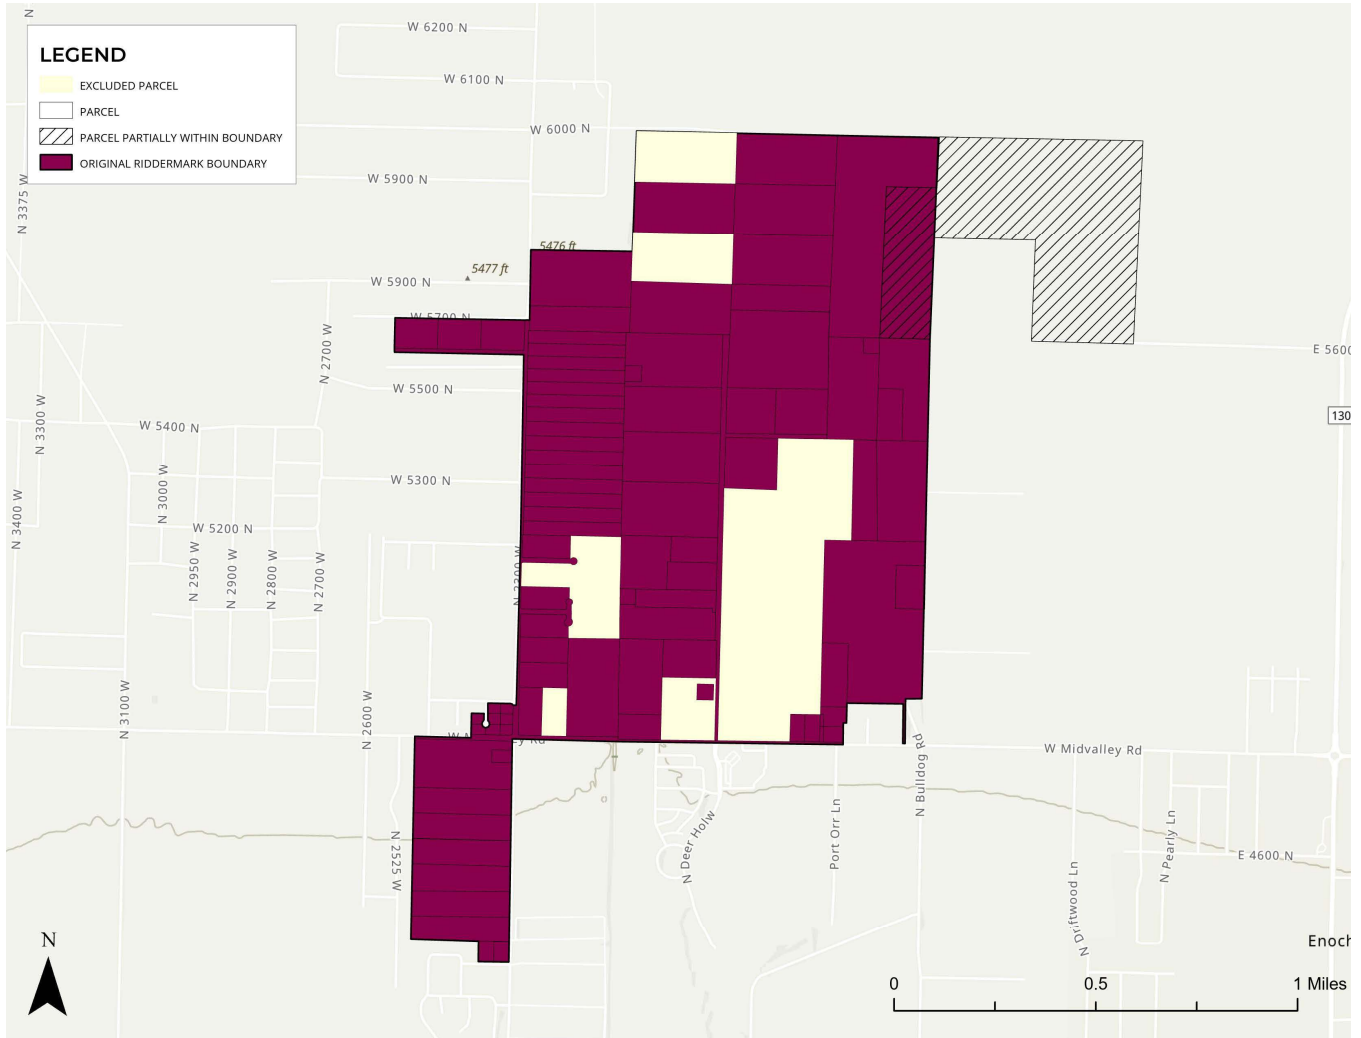 N
LEGEND
EXCLUDED PARCEL
PARCEL
PARCEL PARTIALLY WITHIN BOUNDARY
ORIGINAL RIDDERMARK BOUNDARY
W 6200 N
W 6100 N
W 6000 N
W 5900 N
N 3375 W
5476 ft
5477 ft
W 5900 N
W 5700 N
N 2700 W
E 5600
W 5500 N
130
N 3300 W
W 5400 N
W 5300 N
N 3400 W
N 3000 W
W 5200 N
N 2950 W
N 2900 W
N 2800 W
N 2700 W
N 2300 W
N 3100 W
N 2600 W
W Midvalley Rd
N Bulldog Rd
N 2525 W
N Deer Holw
Port Orr Ln
N Pearly Ln
E 4600 N
N Driftwood Ln
Enoch
N
0 0.5 1 Miles